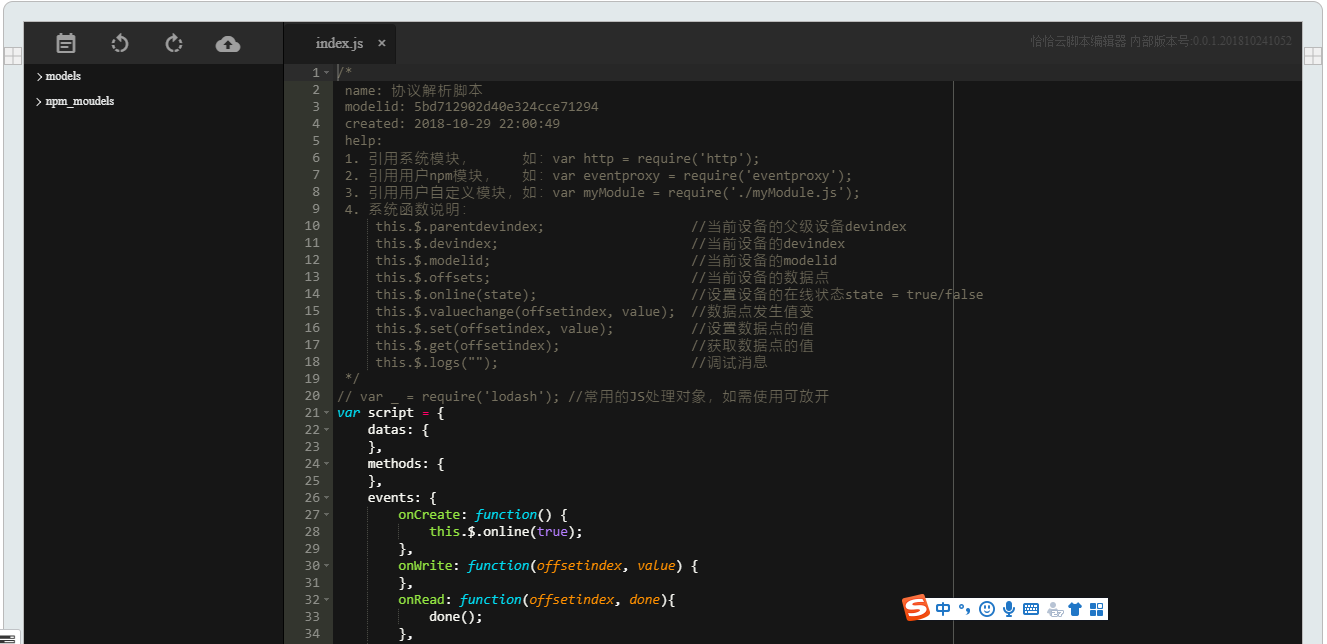 index.js ×
恰恰云脚本编辑器 内部版本号:0.0.1.201810241052
models
npm_moudels
1 /*
2 name: 协议解析脚本
3 modelid: 5bd712902d40e324cce71294
4 created: 2018-10-29 22:00:49
5 help:
6 1. 引用系统模块, 如: var http = require('http');
7 2. 引用用户npm模块, 如: var eventproxy = require('eventproxy');
8 3. 引用用户自定义模块, 如: var myModule = require('./myModule.js');
9 4. 系统函数说明:
10 this.$.parentdevindex; //当前设备的父级设备devindex
11 this.$.devindex; //当前设备的devindex
12 this.$.modelid; //当前设备的modelid
13 this.$.offsets; //当前设备的数据点
14 this.$.online(state); //设置设备的在线状态state = true/false
15 this.$.valuechange(offsetindex, value); //数据点发生值变
16 this.$.set(offsetindex, value); //设置数据点的值
17 this.$.get(offsetindex); //获取数据点的值
18 this.$.logs(""); //调试消息
19 */
20 // var _ = require('lodash'); //常用的JS处理对象, 如需使用可放开
21 var script = {
22 datas: {
23 },
24 methods: {
25 },
26 events: {
27 onCreate: function() {
28 this.$.online(true);
29 },
30 onWrite: function(offsetindex, value) {
31 },
32 onRead: function(offsetindex, done){
33 done();
34 },
中